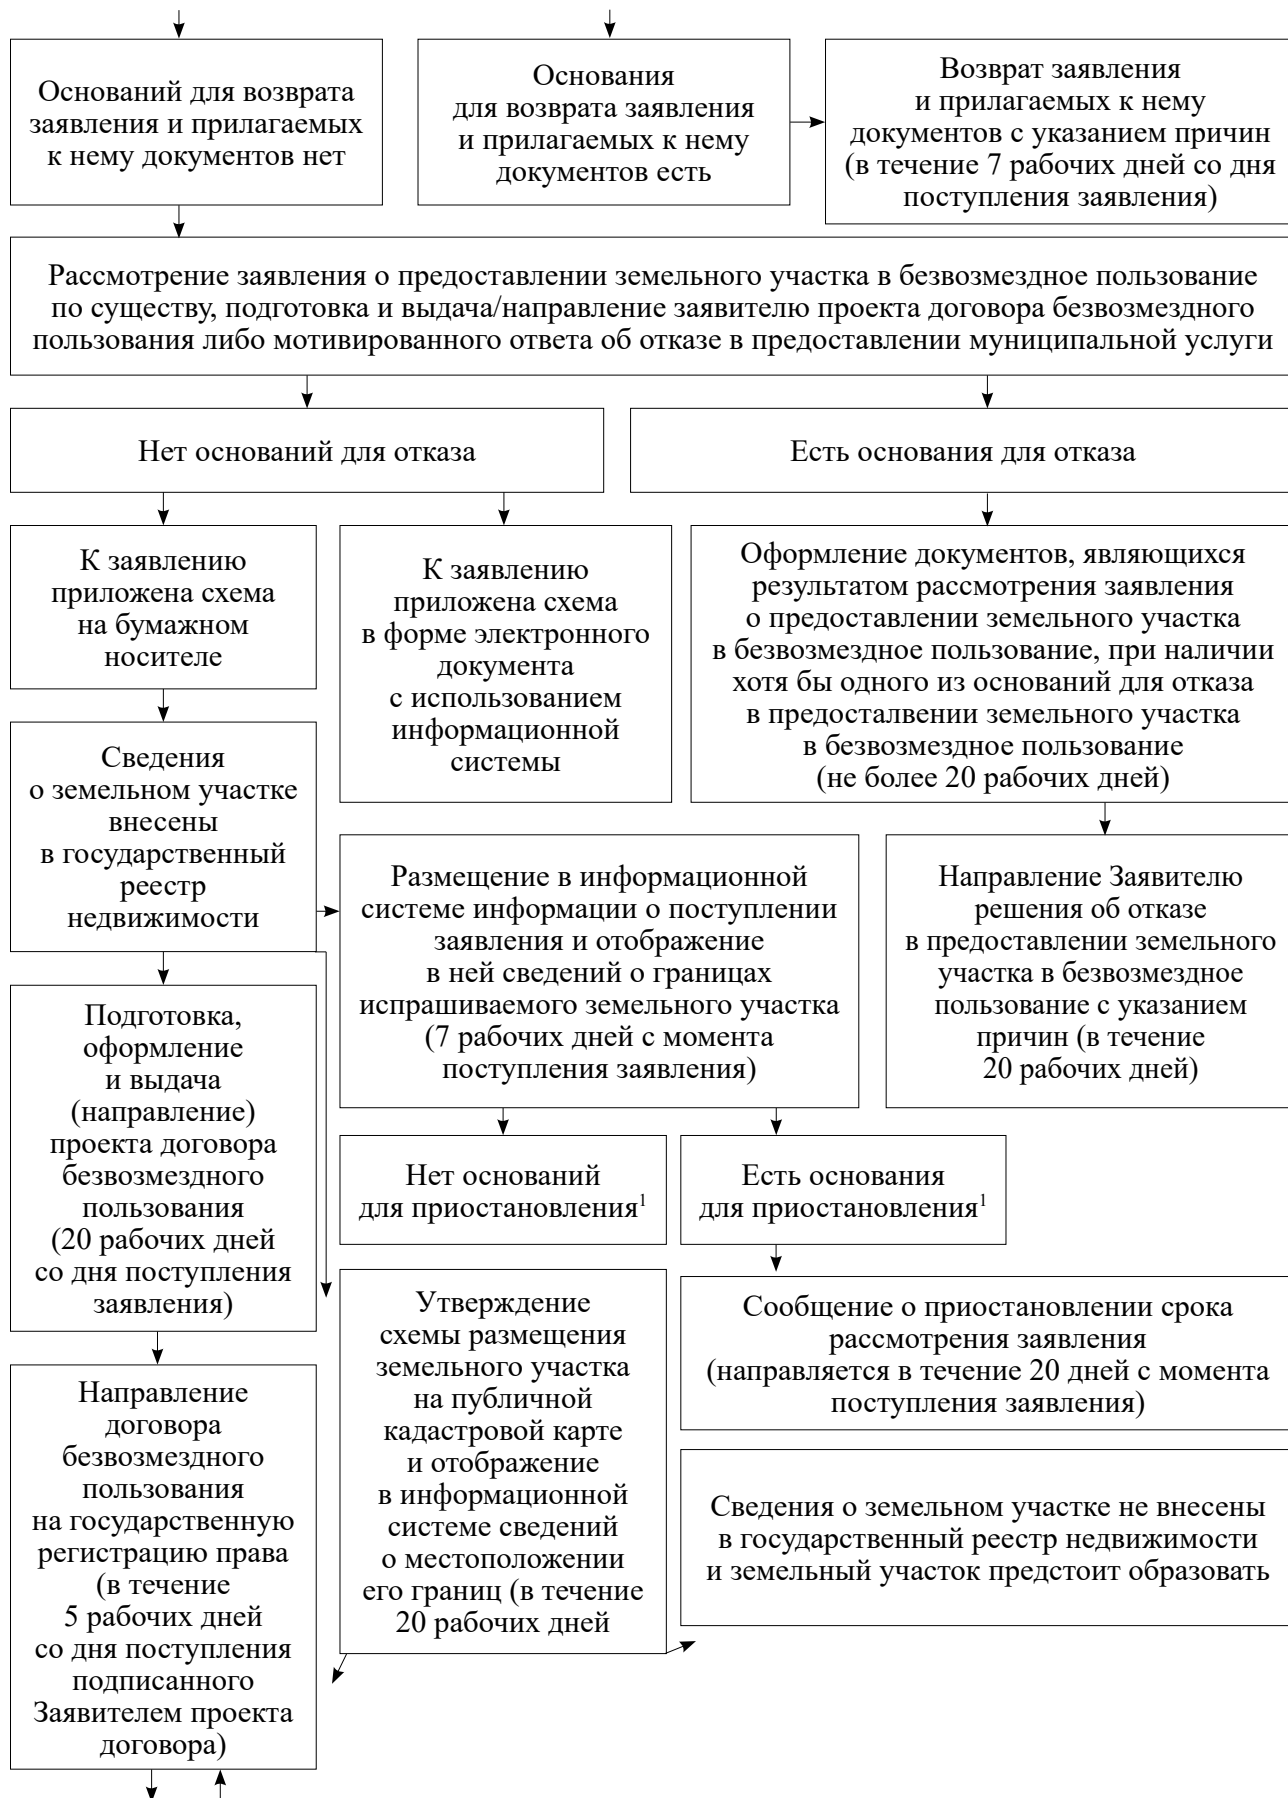 Оснований для возврата
заявления и прилагаемых
к нему документов нет
Основания
для возврата заявления
и прилагаемых к нему
документов есть
Возврат заявления
и прилагаемых к нему
документов с указанием причин
(в течение 7 рабочих дней со дня
поступления заявления)
Рассмотрение заявления о предоставлении земельного участка в безвозмездное пользование
по существу, подготовка и выдача/направление заявителю проекта договора безвозмездного
пользования либо мотивированного ответа об отказе в предоставлении муниципальной услуги
Нет оснований для отказа
Есть основания для отказа
К заявлению
приложена схема
на бумажном
носителе
К заявлению
приложена схема
в форме электронного
документа
с использованием
информационной
системы
Оформление документов, являющихся
результатом рассмотрения заявления
о предоставлении земельного участка
в безвозмездное пользование, при наличии
хотя бы одного из оснований для отказа
в предосталвении земельного участка
в безвозмездное пользование
(не более 20 рабочих дней)
Сведения
о земельном участке
внесены
в государственный
реестр
недвижимости
Размещение в информационной
системе информации о поступлении
заявления и отображение
в ней сведений о границах
испрашиваемого земельного участка
(7 рабочих дней с момента
поступления заявления)
Направление Заявителю
решения об отказе
в предоставлении земельного
участка в безвозмездное
пользование с указанием
причин (в течение
20 рабочих дней)
Подготовка,
оформление
и выдача
(направление)
проекта договора
безвозмездного
пользования
(20 рабочих дней
со дня поступления
заявления)
Нет оснований
для приостановления¹
Есть основания
для приостановления¹
Утверждение
схемы размещения
земельного участка
на публичной
кадастровой карте
и отображение
в информационной
системе сведений
о местоположении
его границ (в течение
20 рабочих дней
Сообщение о приостановлении срока
рассмотрения заявления
(направляется в течение 20 дней с момента
поступления заявления)
Направление
договора
безвозмездного
пользования
на государственную
регистрацию права
(в течение
5 рабочих дней
со дня поступления
подписанного
Заявителем проекта
договора)
Сведения о земельном участке не внесены
в государственный реестр недвижимости
и земельный участок предстоит образовать